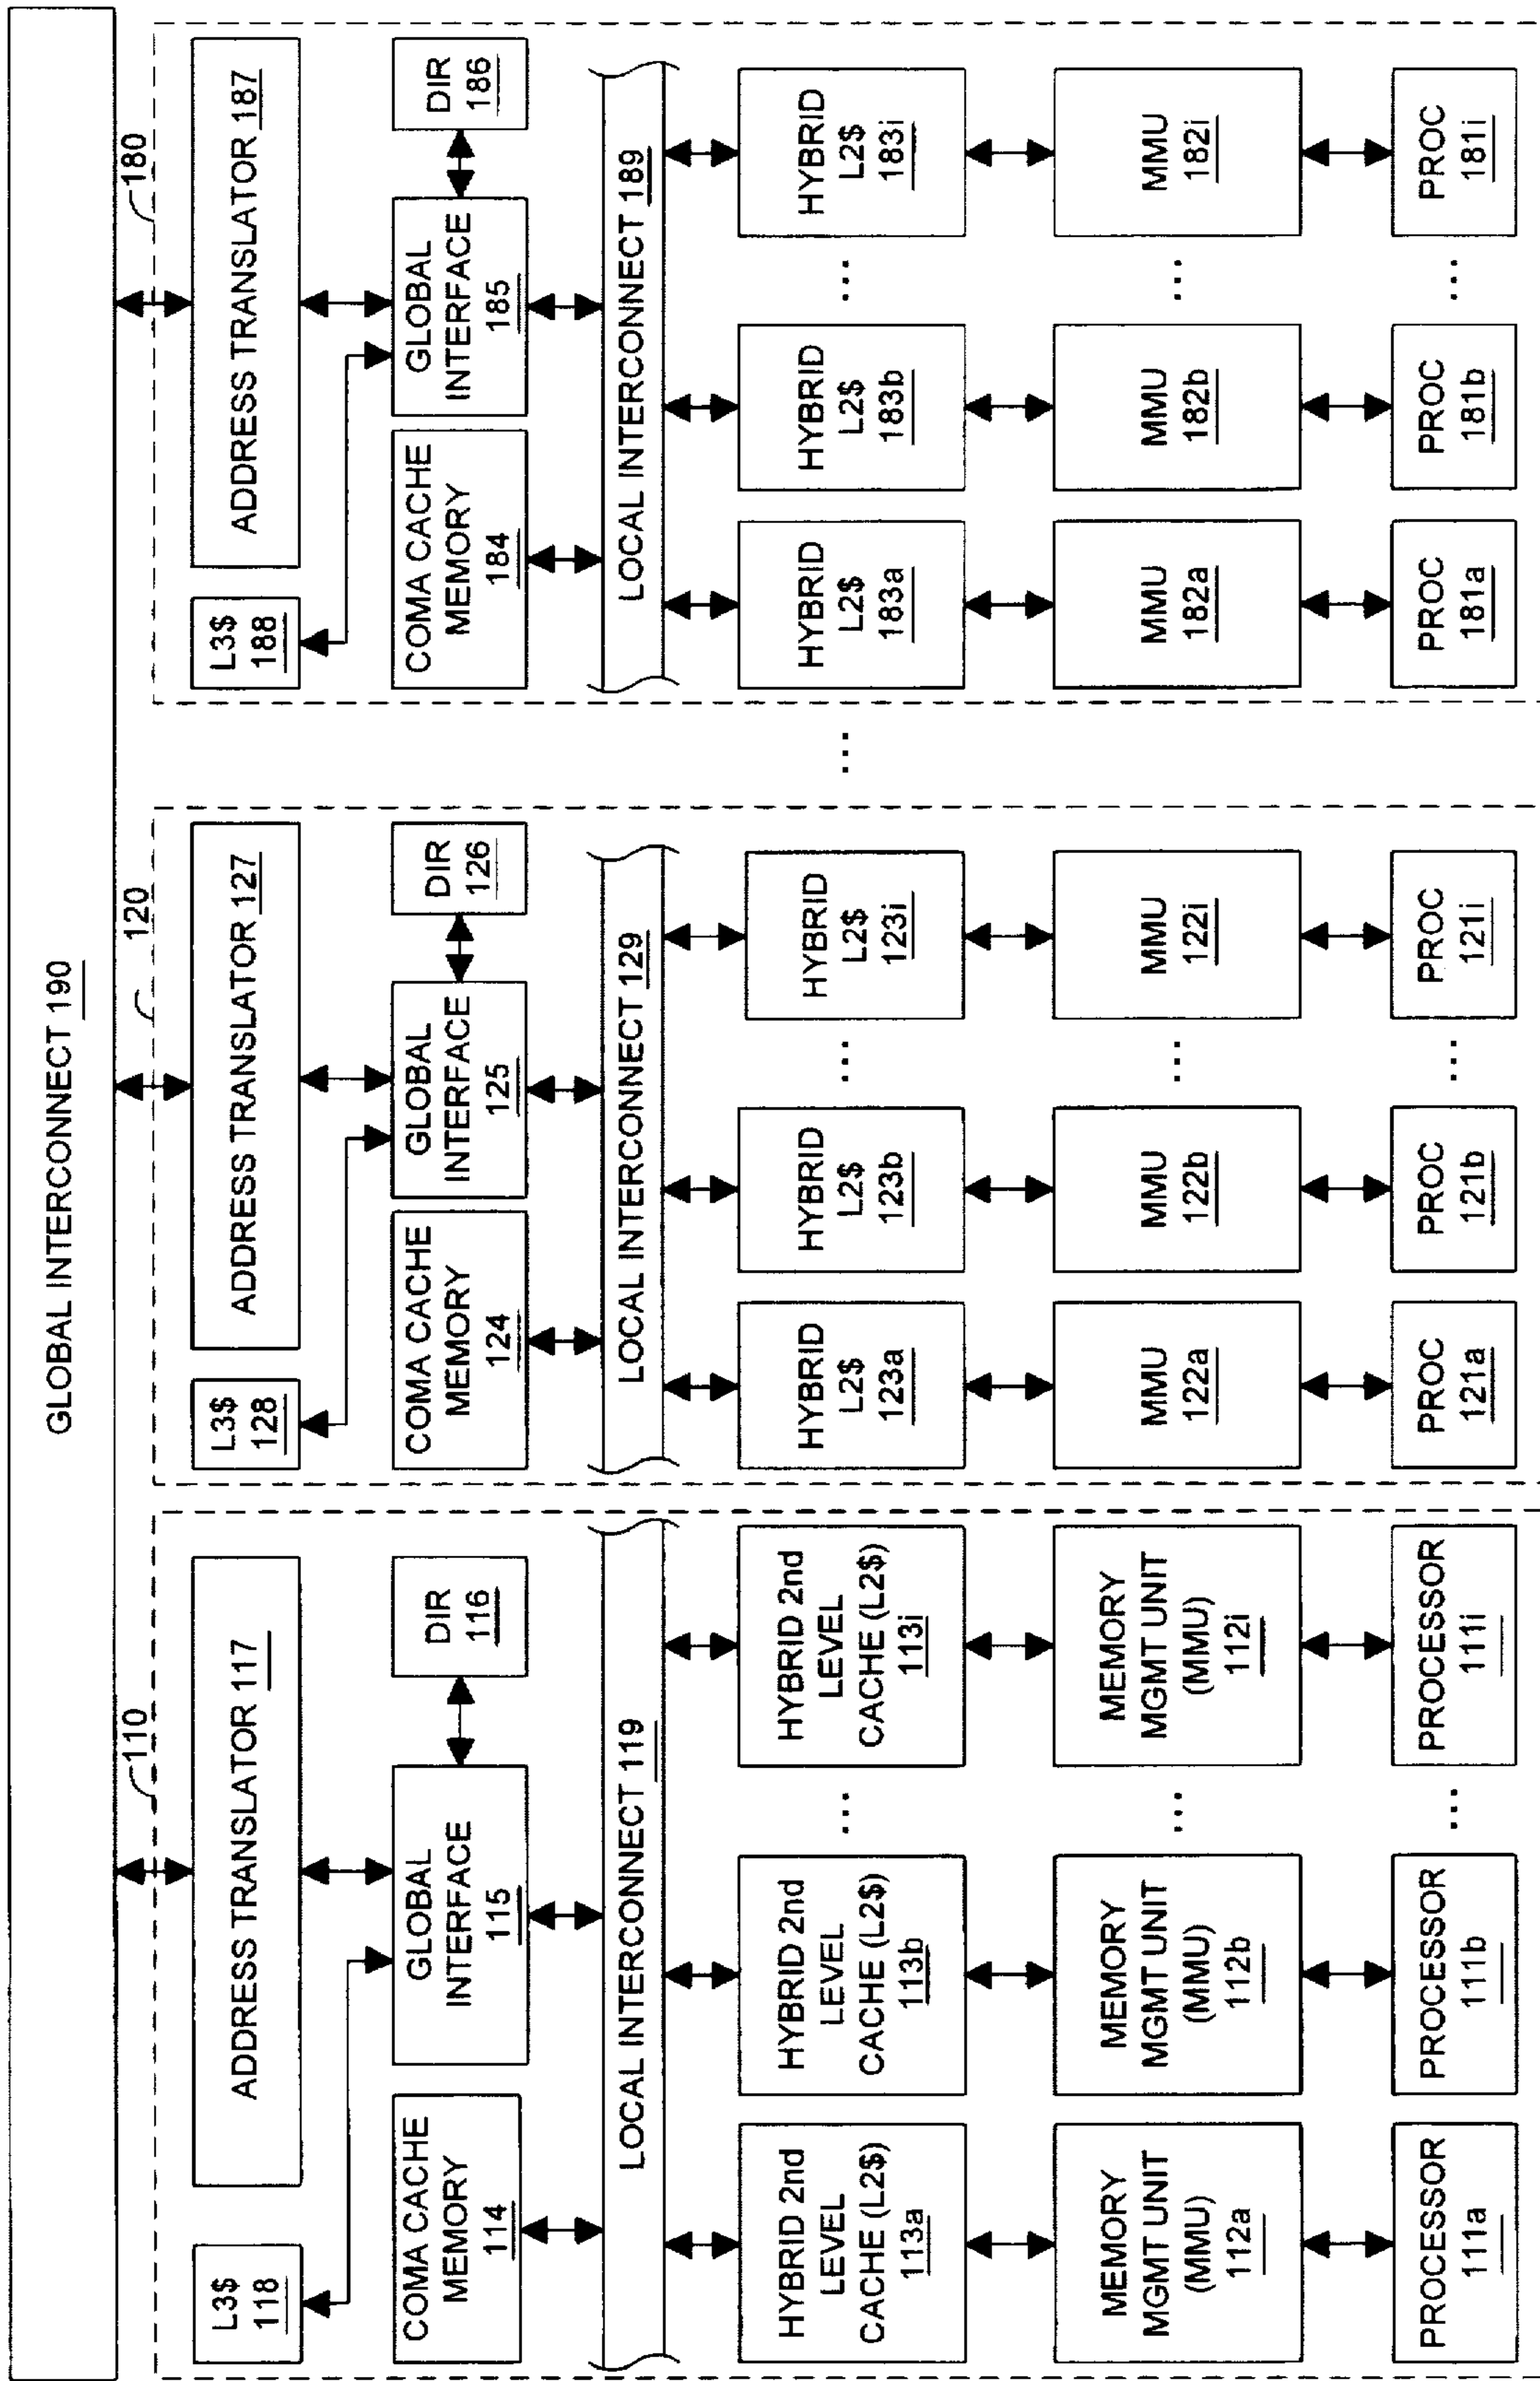 GLOBAL INTERCONNECT 190
110
L3$
118
ADDRESS TRANSLATOR 117
COMA CACHE
MEMORY
114
GLOBAL
INTERFACE
115
DIR
116
LOCAL INTERCONNECT 119
HYBRID 2nd
LEVEL
CACHE (L2$)
113a
HYBRID 2nd
LEVEL
CACHE (L2$)
113b
...
HYBRID 2nd
LEVEL
CACHE (L2$)
113i
MEMORY
MGMT UNIT
(MMU)
112a
MEMORY
MGMT UNIT
(MMU)
112b
...
MEMORY
MGMT UNIT
(MMU)
112i
PROCESSOR
111a
PROCESSOR
111b
...
PROCESSOR
111i
120
L3$
128
ADDRESS TRANSLATOR 127
COMA CACHE
MEMORY
124
GLOBAL
INTERFACE
125
DIR
126
LOCAL INTERCONNECT 129
HYBRID
L2$
123a
HYBRID
L2$
123b
...
HYBRID
L2$
123i
MMU
122a
MMU
122b
...
MMU
122i
PROC
121a
PROC
121b
...
PROC
121i
...
180
L3$
188
ADDRESS TRANSLATOR 187
COMA CACHE
MEMORY
184
GLOBAL
INTERFACE
185
DIR
186
LOCAL INTERCONNECT 189
HYBRID
L2$
183a
HYBRID
L2$
183b
...
HYBRID
L2$
183i
MMU
182a
MMU
182b
...
MMU
182i
PROC
181a
PROC
181b
...
PROC
181i